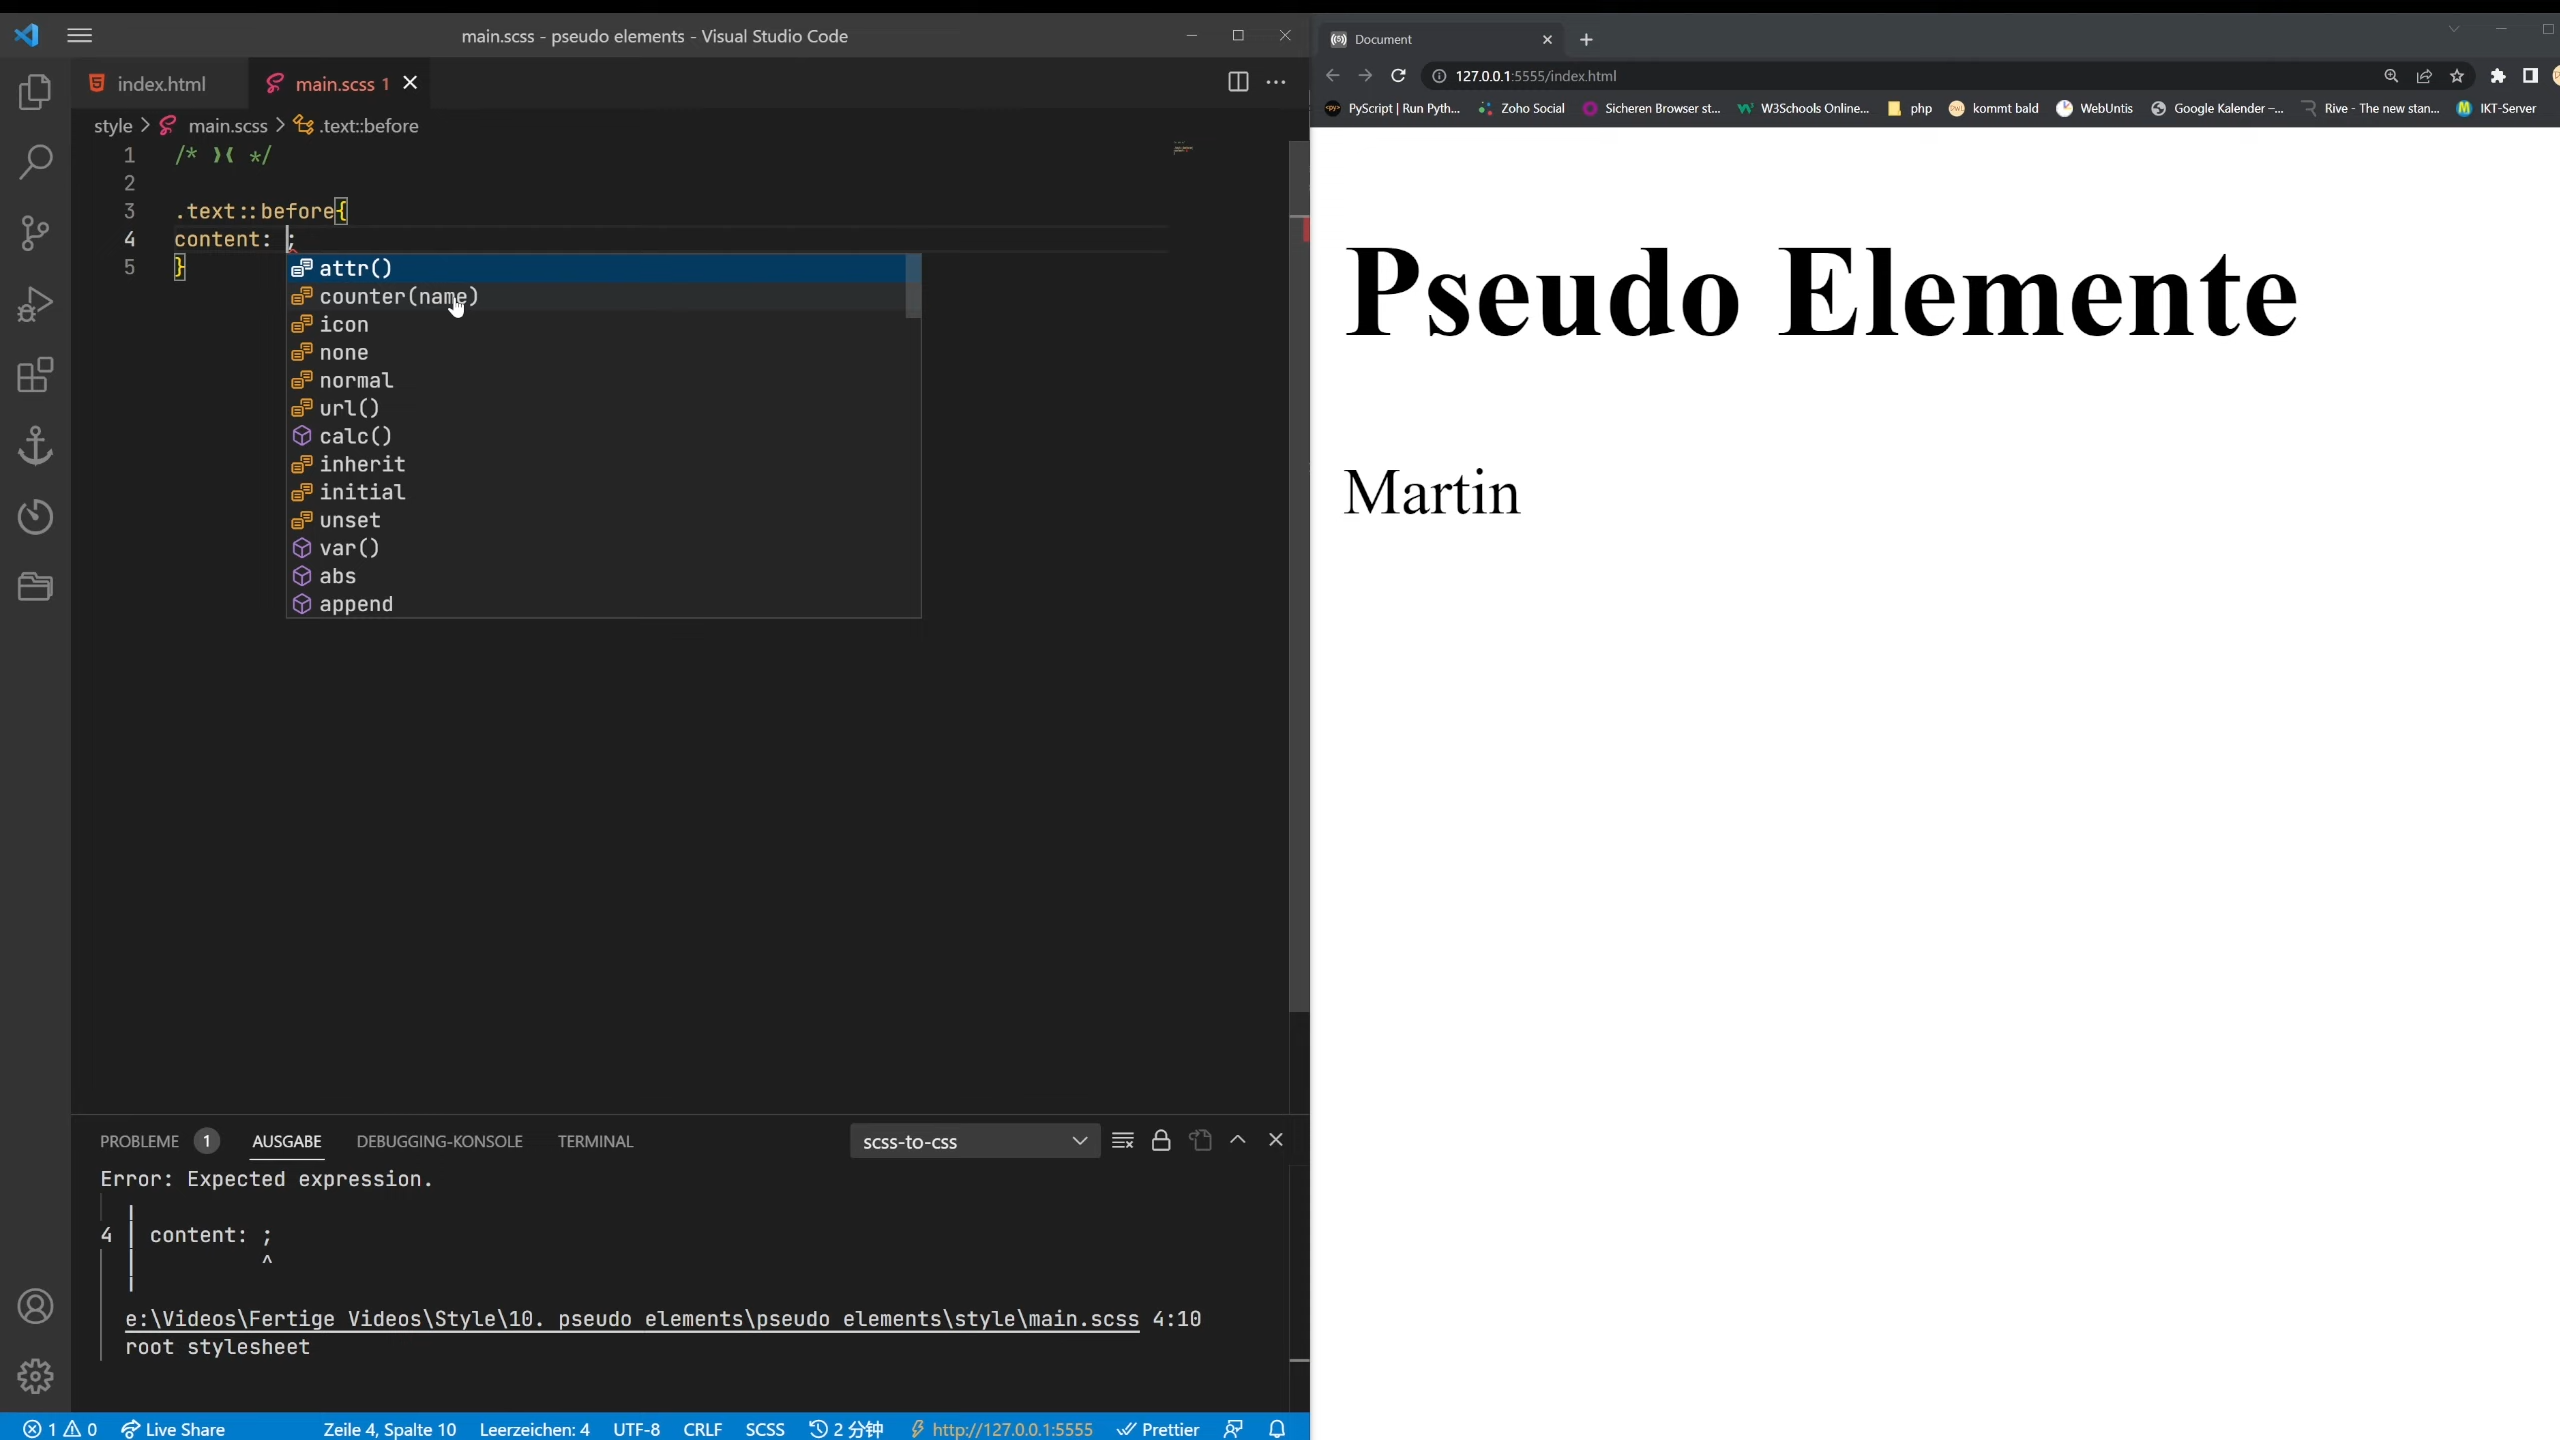 main.scss - pseudo elements - Visual Studio Code
index.html
main.scss 1
style > main.scss > .text::before
1 /* ⟩⟨ */
2
3 .text::before{
4 content: ;
5 }
attr()
counter(name)
icon
none
normal
url()
calc()
inherit
initial
unset
var()
abs
append
PROBLEME 1 AUSGABE DEBUGGING-KONSOLE TERMINAL scss-to-css
Error: Expected expression.
4 | content: ;
^
e:\Videos\Fertige Videos\Style\10. pseudo elements\pseudo elements\style\main.scss 4:10
root stylesheet
1 0 Live Share Zeile 4, Spalte 10 Leerzeichen: 4 UTF-8 CRLF SCSS 2 分钟 http://127.0.0.1:5555 Prettier
Document
127.0.0.1:5555/index.html
PyScript | Run Pyth... Zoho Social Sicheren Browser st... W3Schools Online... php kommt bald WebUntis Google Kalender –... Rive - The new stan... IKT-Server
Pseudo Elemente
Martin